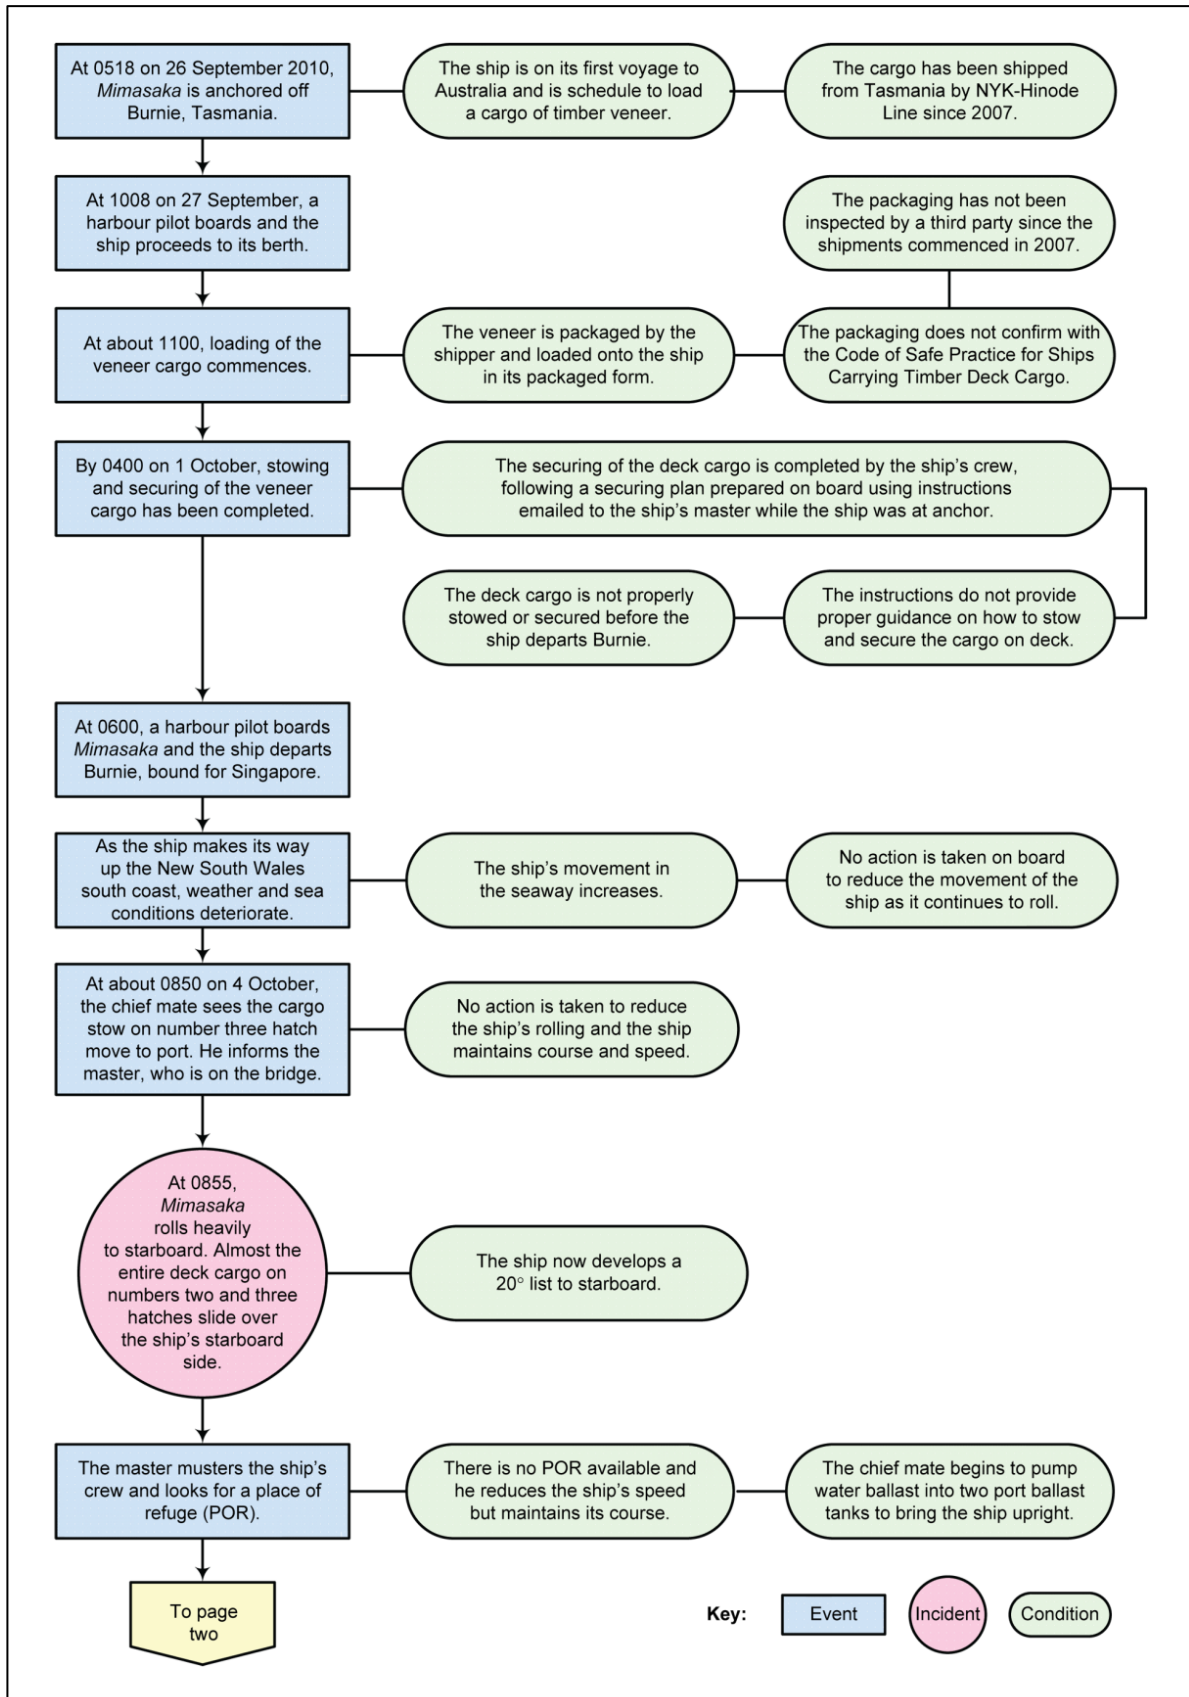 At 0518 on 26 September 2010,
Mimasaka is anchored off
Burnie, Tasmania.
The ship is on its first voyage to
Australia and is schedule to load
a cargo of timber veneer.
The cargo has been shipped
from Tasmania by NYK-Hinode
Line since 2007.
At 1008 on 27 September, a
harbour pilot boards and the
ship proceeds to its berth.
The packaging has not been
inspected by a third party since the
shipments commenced in 2007.
At about 1100, loading of the
veneer cargo commences.
The veneer is packaged by the
shipper and loaded onto the ship
in its packaged form.
The packaging does not confirm with
the Code of Safe Practice for Ships
Carrying Timber Deck Cargo.
By 0400 on 1 October, stowing
and securing of the veneer
cargo has been completed.
The securing of the deck cargo is completed by the ship's crew,
following a securing plan prepared on board using instructions
emailed to the ship's master while the ship was at anchor.
The deck cargo is not properly
stowed or secured before the
ship departs Burnie.
The instructions do not provide
proper guidance on how to stow
and secure the cargo on deck.
At 0600, a harbour pilot boards
Mimasaka and the ship departs
Burnie, bound for Singapore.
As the ship makes its way
up the New South Wales
south coast, weather and sea
conditions deteriorate.
The ship's movement in
the seaway increases.
No action is taken on board
to reduce the movement of the
ship as it continues to roll.
At about 0850 on 4 October,
the chief mate sees the cargo
stow on number three hatch
move to port. He informs the
master, who is on the bridge.
No action is taken to reduce
the ship's rolling and the ship
maintains course and speed.
At 0855,
Mimasaka
rolls heavily
to starboard. Almost the
entire deck cargo on
numbers two and three
hatches slide over
the ship's starboard
side.
The ship now develops a
20° list to starboard.
The master musters the ship's
crew and looks for a place of
refuge (POR).
There is no POR available and
he reduces the ship's speed
but maintains its course.
The chief mate begins to pump
water ballast into two port ballast
tanks to bring the ship upright.
To page
two
Key:
Event
Incident
Condition